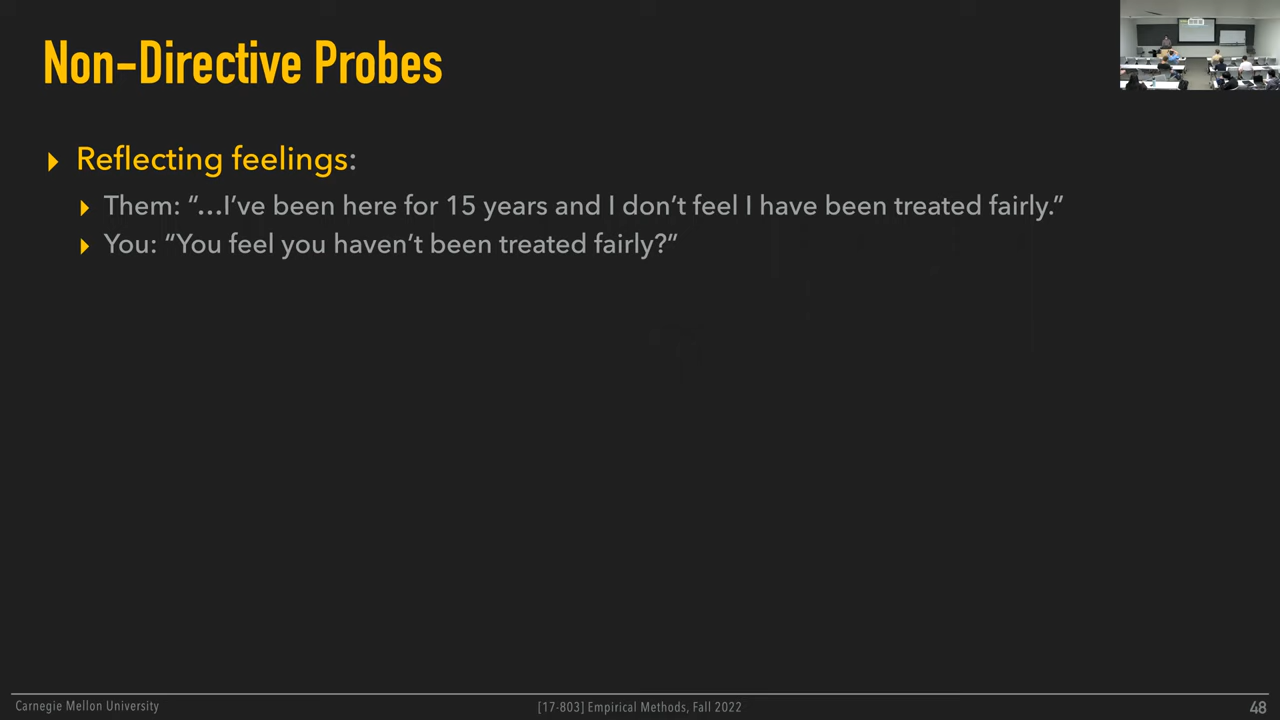 Non-Directive Probes
Reflecting feelings:
Them: “…I’ve been here for 15 years and I don’t feel I have been treated fairly.”
You: “You feel you haven’t been treated fairly?”
Carnegie Mellon University
[17-803] Empirical Methods, Fall 2022
48